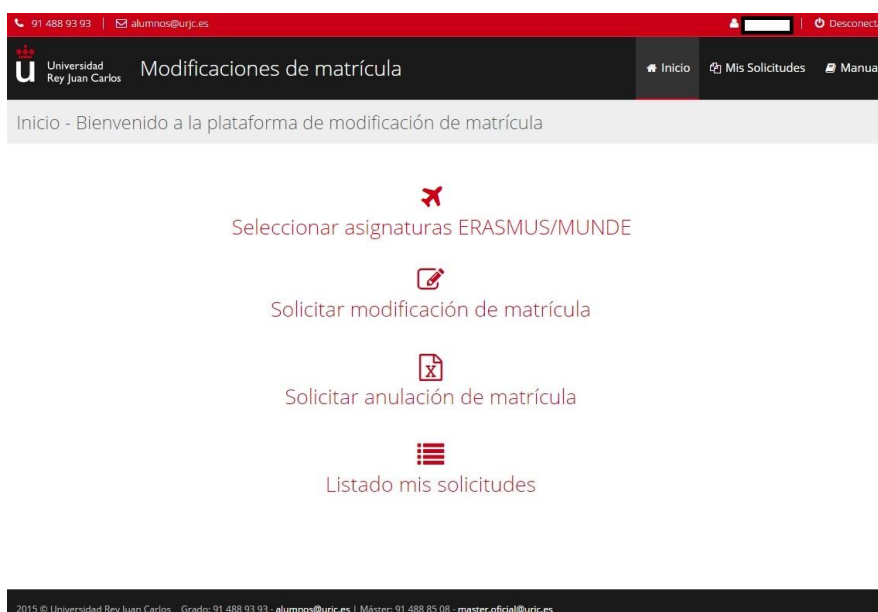 91 488 93 93 | alumnos@urjc.es | Desconecta
Universidad
Rey Juan Carlos
Modificaciones de matrícula
Inicio Mis Solicitudes Manua
Inicio - Bienvenido a la plataforma de modificación de matrícula
Seleccionar asignaturas ERASMUS/MUNDE
Solicitar modificación de matrícula
Solicitar anulación de matrícula
Listado mis solicitudes
2015 © Universidad Rey Juan Carlos Grado: 91 488 93 93 - alumnos@urjc.es | Máster: 91 488 85 08 - master.oficial@urjc.es